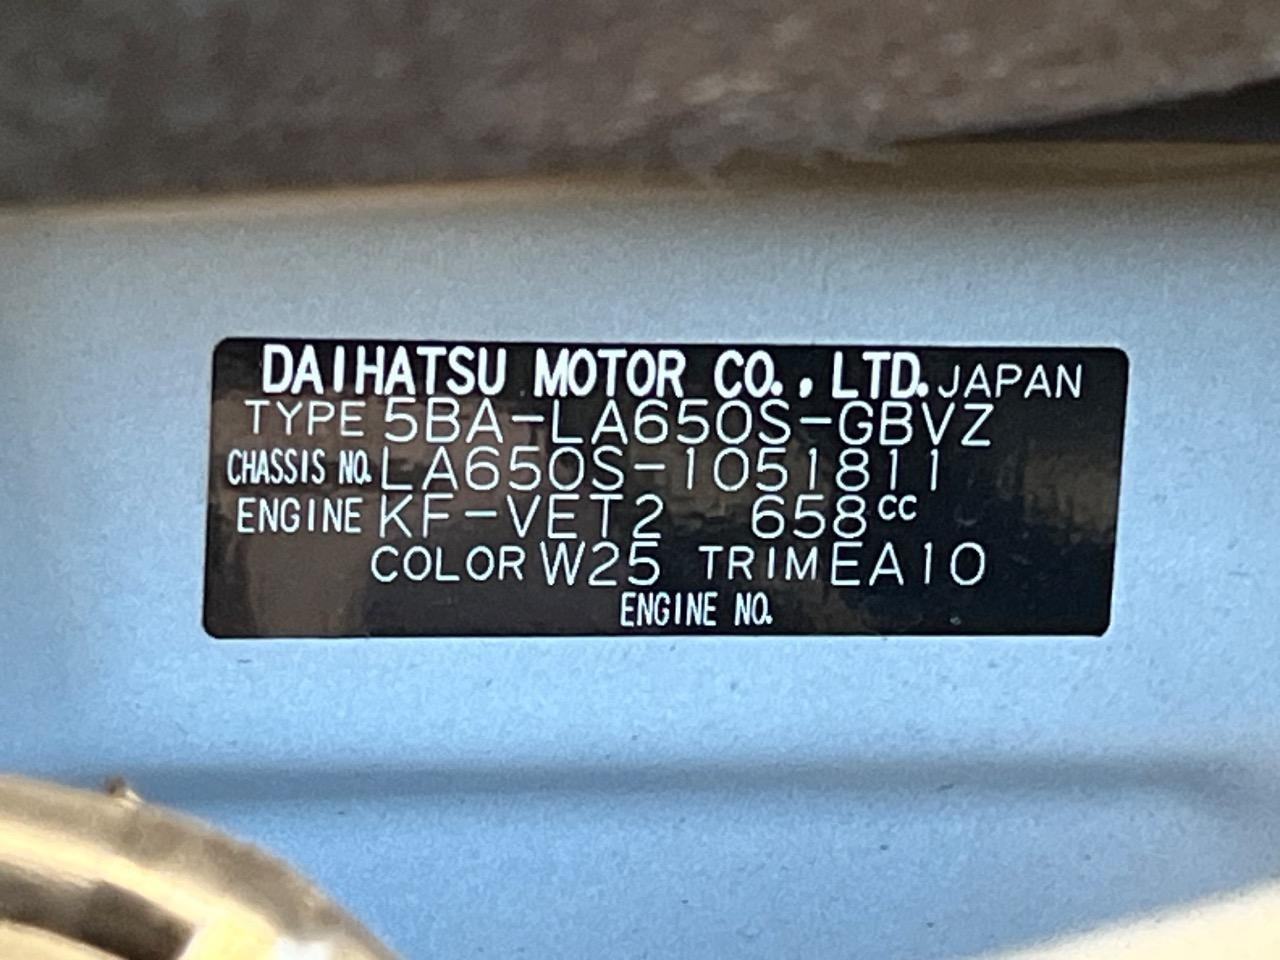 DAIHATSU MOTOR CO., LTD. JAPAN
TYPE 5BA-LA650S-GBVZ
CHASSIS NO. LA650S-1051811
ENGINE KF-VET2 658cc
COLOR W25 TRIM EA10
ENGINE NO.